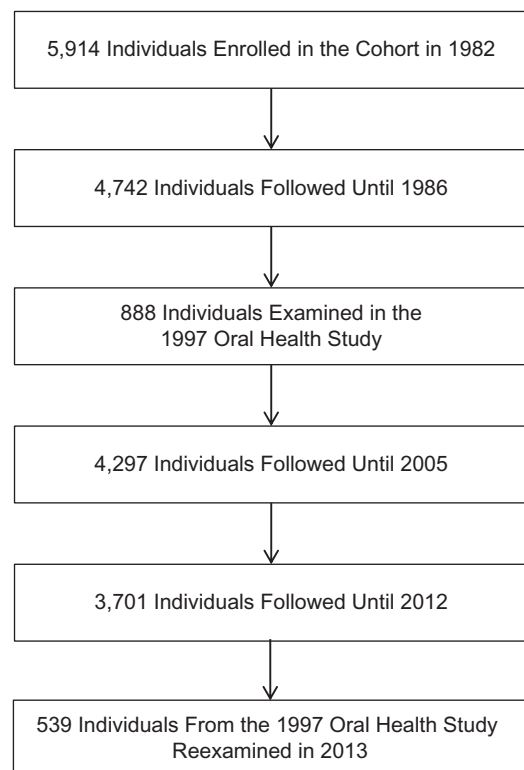 5,914 Individuals Enrolled in the Cohort in 1982
4,742 Individuals Followed Until 1986
888 Individuals Examined in the
1997 Oral Health Study
4,297 Individuals Followed Until 2005
3,701 Individuals Followed Until 2012
539 Individuals From the 1997 Oral Health Study
Reexamined in 2013